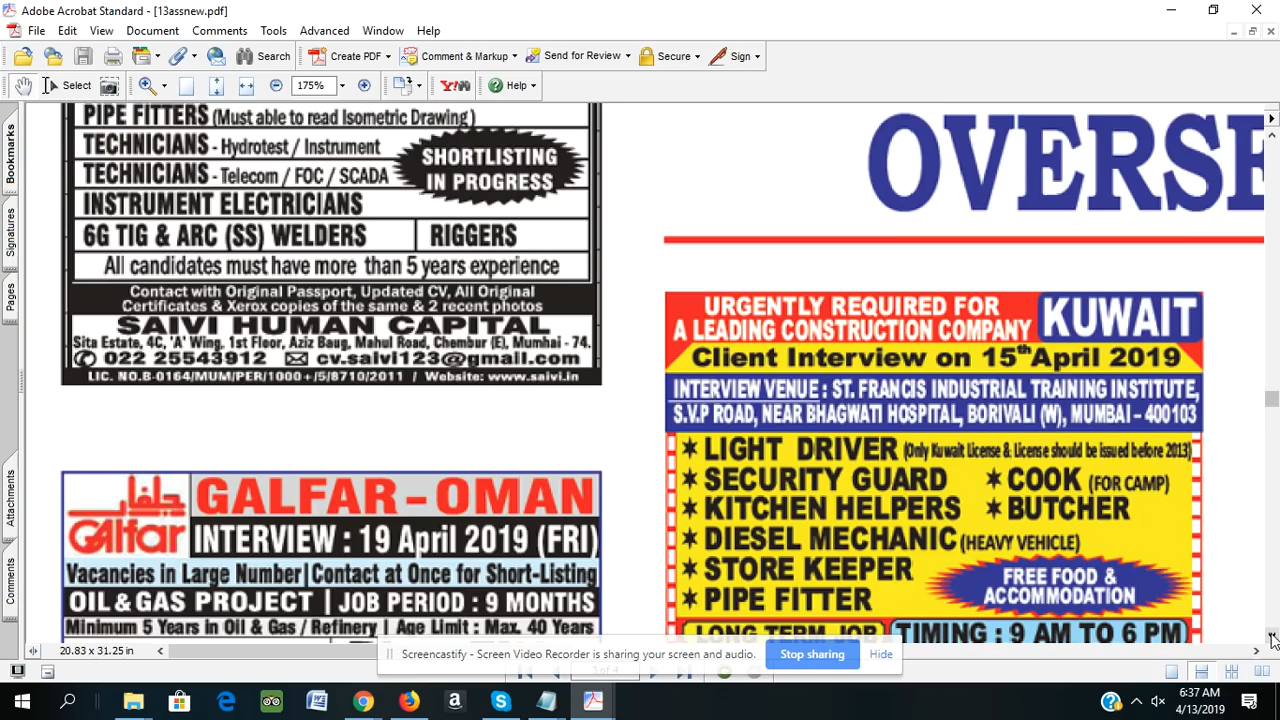 Adobe Acrobat Standard - [13assnew.pdf]
File Edit View Document Comments Tools Advanced Window Help
Search Create PDF Comment & Markup Send for Review Secure Sign
Select 175% Y! Help
Bookmarks
Signatures
Pages
Attachments
Comments
PIPE FITTERS (Must able to read Isometric Drawing )
TECHNICIANS - Hydrotest / Instrument
TECHNICIANS - Telecom / FOC / SCADA
SHORTLISTING
IN PROGRESS
INSTRUMENT ELECTRICIANS
6G TIG & ARC (SS) WELDERS RIGGERS
All candidates must have more than 5 years experience
Contact with Original Passport, Updated CV, All Original
Certificates & Xerox copies of the same & 2 recent photos
SAIVI HUMAN CAPITAL
Sita Estate, 4C, 'A' Wing, 1st Floor, Aziz Baug, Mahul Road, Chembur (E), Mumbai - 74.
022 25543912 cv.saivi123@gmail.com
LIC. NO.B-0164/MUM/PER/1000+/5/8710/2011 / Website: www.saivi.in
جلفار
Galfar
GALFAR – OMAN
INTERVIEW : 19 April 2019 (FRI)
Vacancies in Large Number|Contact at Once for Short-Listing
OIL & GAS PROJECT | JOB PERIOD : 9 MONTHS
Minimum 5 Years in Oil & Gas / Refinery | Age Limit : Max. 40 Years
OVERSE
URGENTLY REQUIRED FOR
A LEADING CONSTRUCTION COMPANY
KUWAIT
Client Interview on 15th April 2019
INTERVIEW VENUE : ST. FRANCIS INDUSTRIAL TRAINING INSTITUTE,
S.V.P ROAD, NEAR BHAGWATI HOSPITAL, BORIVALI (W), MUMBAI – 400103
LIGHT DRIVER (Only Kuwait License & License should be issued before 2013)
SECURITY GUARD COOK (FOR CAMP)
KITCHEN HELPERS BUTCHER
DIESEL MECHANIC (HEAVY VEHICLE)
STORE KEEPER
PIPE FITTER
FREE FOOD &
ACCOMMODATION
LONG TERM JOB TIMING : 9 AM TO 6 PM
20.83 x 31.25 in
Screencastify - Screen Video Recorder is sharing your screen and audio. Stop sharing Hide
3 of 4
6:37 AM
4/13/2019